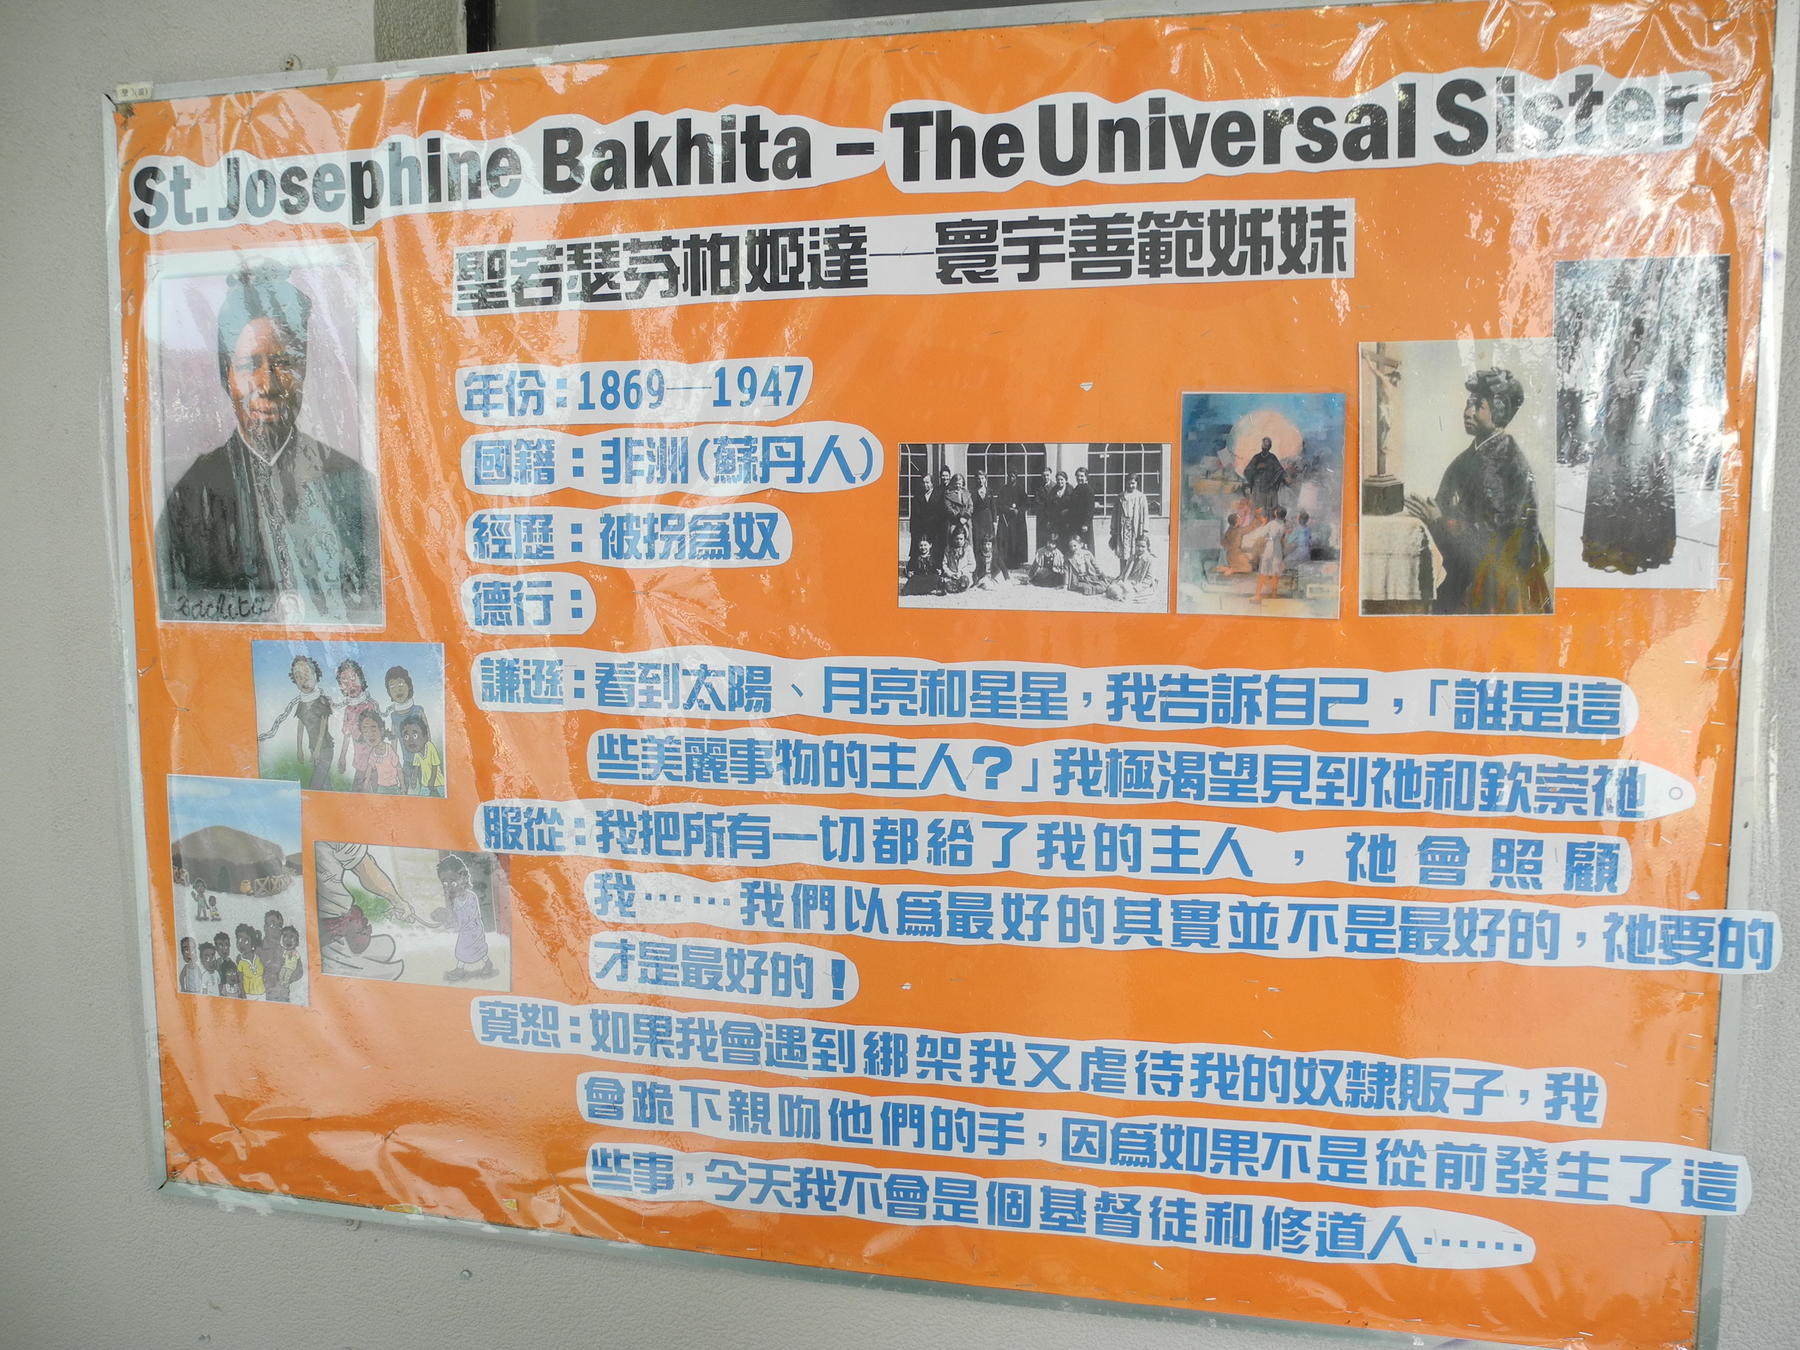 St. Josephine Bakhita – The Universal Sister
聖若瑟芬柏姬達—寰宇善範姊妹
年份：1869—1947
國籍：非洲（蘇丹人）
經歷：被拐為奴
德行：
謙遜：看到太陽、月亮和星星，我告訴自己，「誰是這
些美麗事物的主人？」我極渴望見到祂和欽崇祂
服從：我把所有一切都給了我的主人，祂會照顧
我……我們以為最好的其實並不是最好的，祂要的
才是最好的！
寬恕：如果我會遇到綁架我又虐待我的奴隸販子，我
會跪下親吻他們的手，因為如果不是從前發生了這
些事，今天我不會是個基督徒和修道人……
Bachita